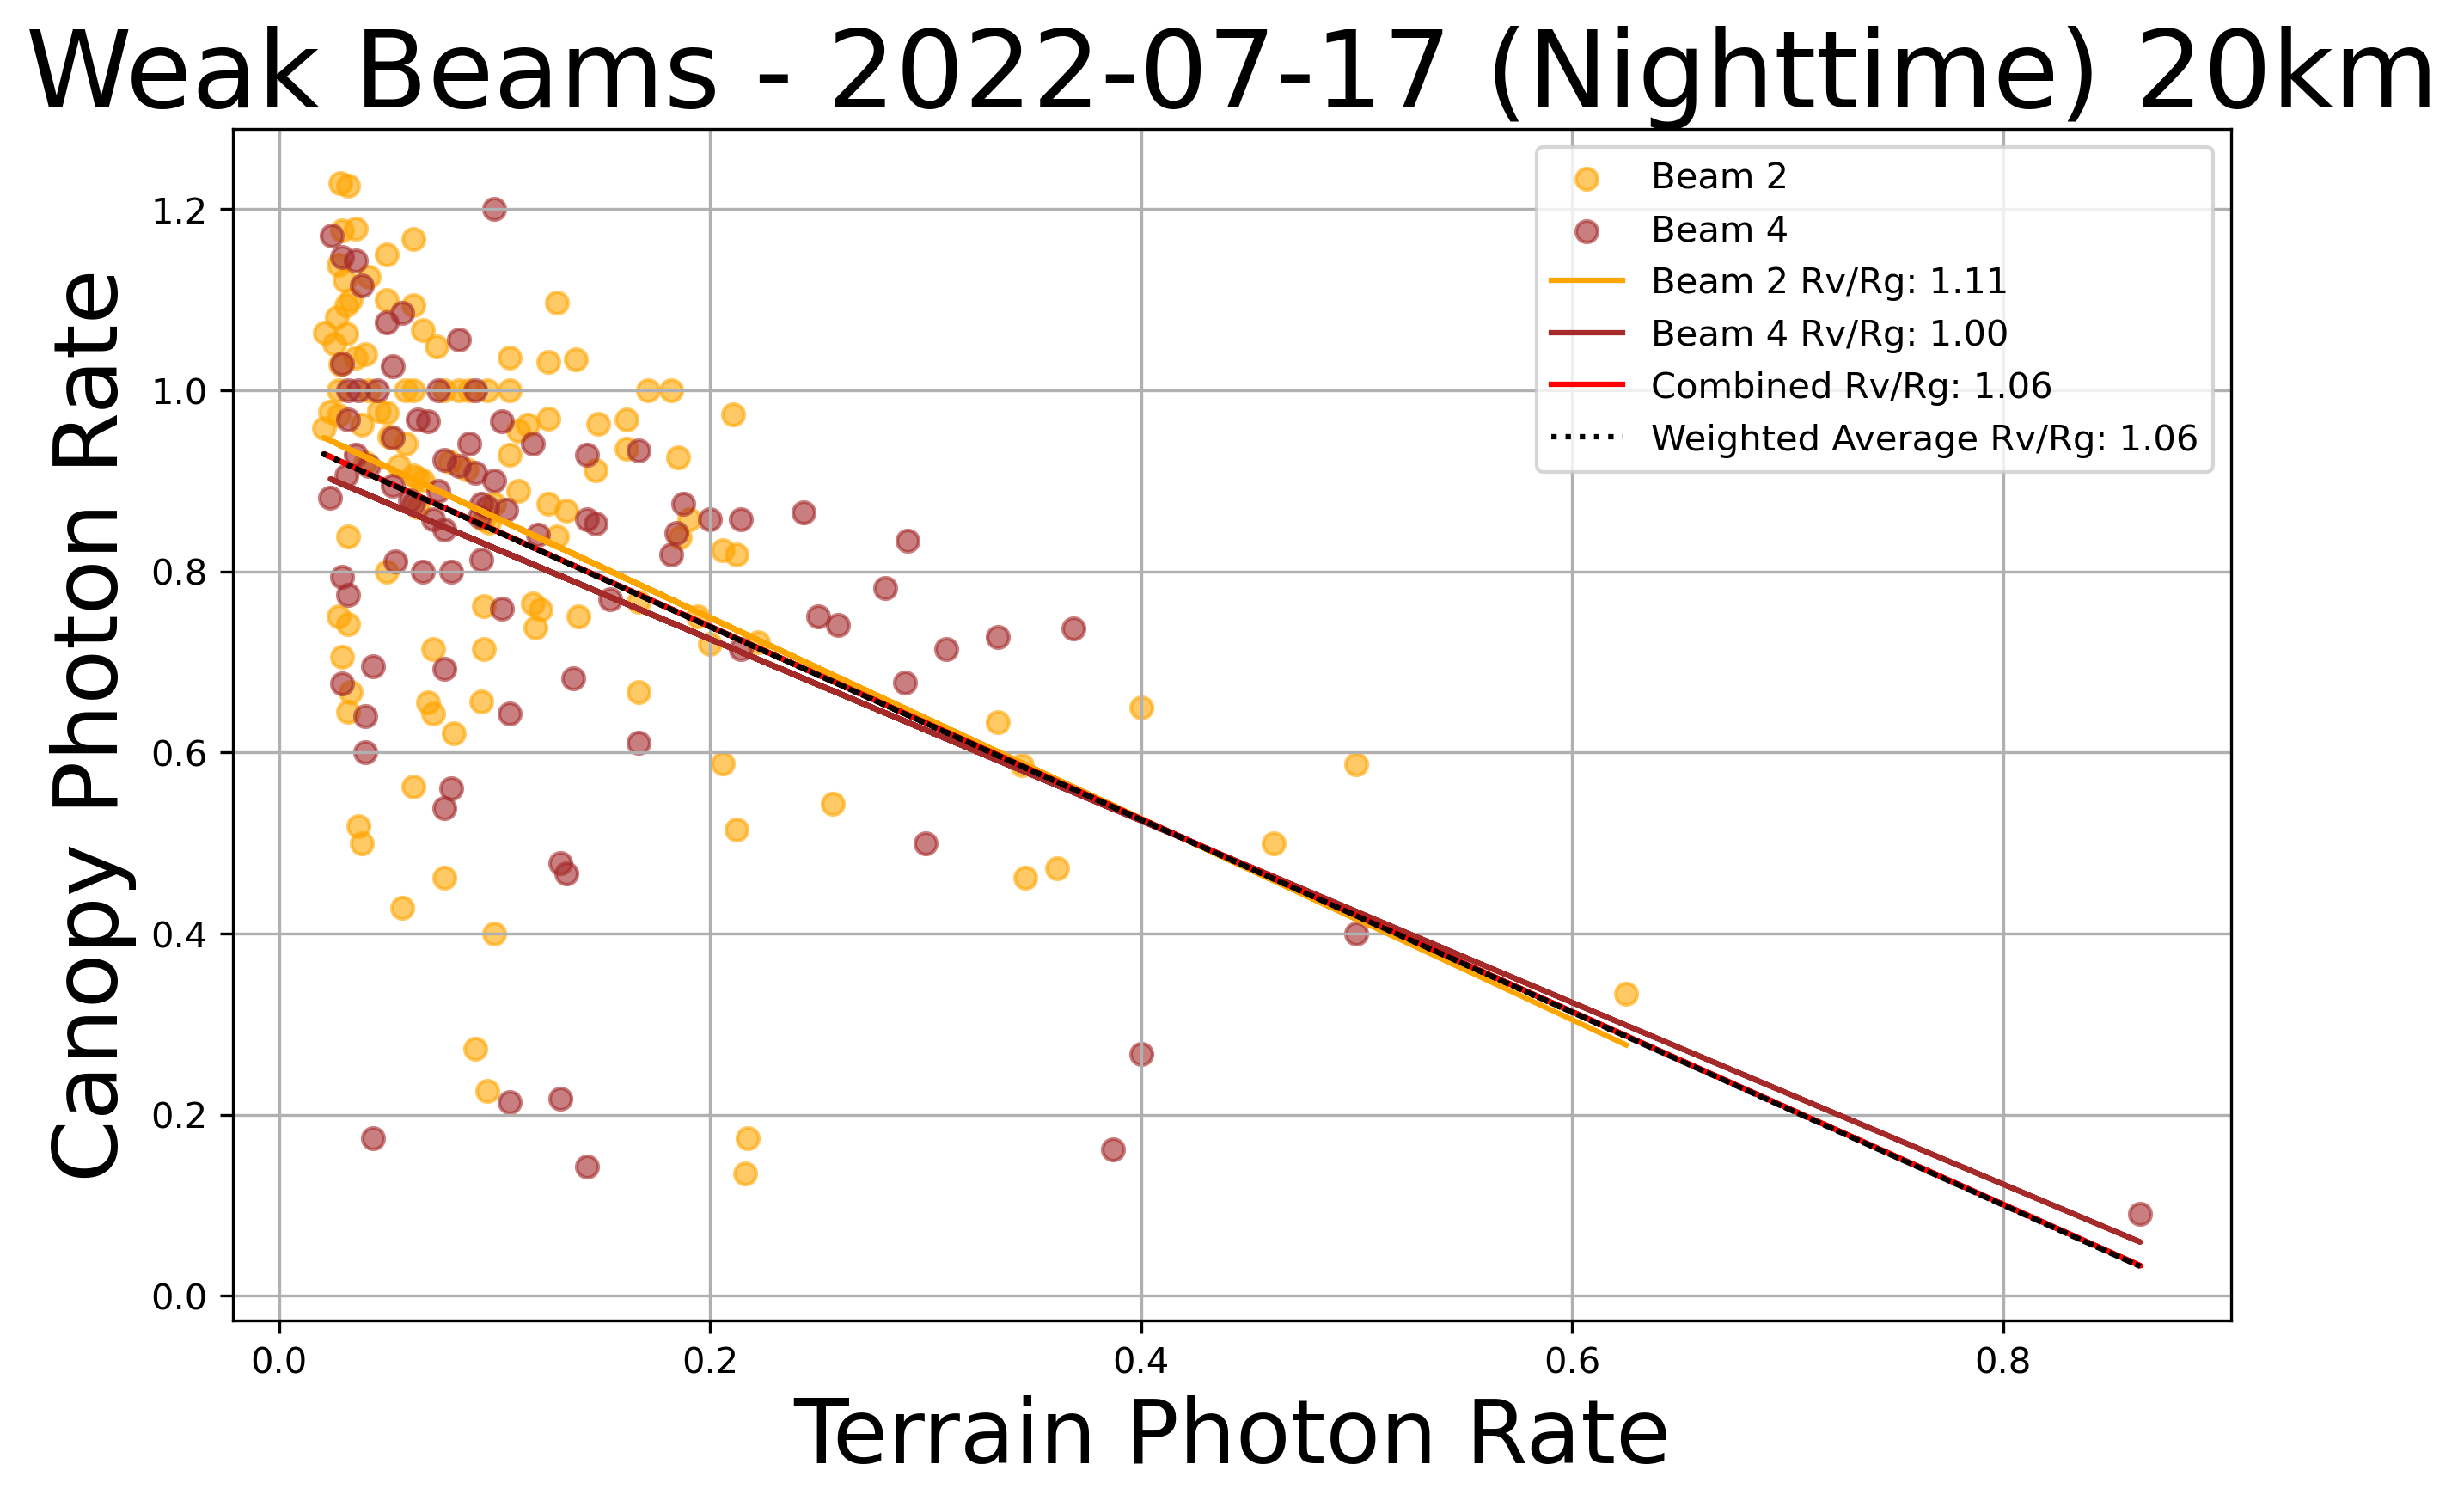 Weak Beams - 2022-07-17 (Nighttime) 20km
Beam 2
Beam 4
Beam 2 Rv/Rg: 1.11
Beam 4 Rv/Rg: 1.00
Combined Rv/Rg: 1.06
Weighted Average Rv/Rg: 1.06
Canopy Photon Rate
1.2
1.0
0.8
0.6
0.4
0.2
0.0
0.0 0.2 0.4 0.6 0.8
Terrain Photon Rate